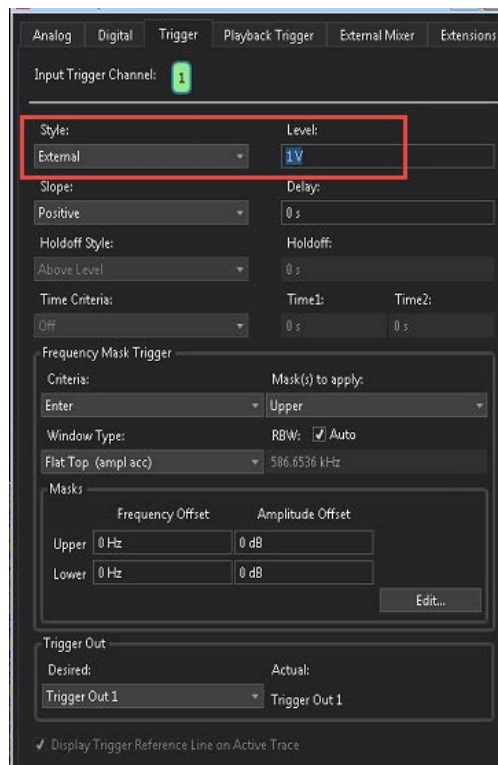 Analog Digital Trigger Playback Trigger External Mixer Extensions
Input Trigger Channel: 1
Style: Level:
External 1 V
Slope: Delay:
Positive 0 s
Holdoff Style: Holdoff:
Above Level 0 s
Time Criteria: Time1: Time2:
Off 0 s 0 s
Frequency Mask Trigger
Criteria: Mask(s) to apply:
Enter Upper
Window Type: RBW: Auto
Flat Top (ampl acc) 586.6536 kHz
Masks
Frequency Offset Amplitude Offset
Upper 0 Hz 0 dB
Lower 0 Hz 0 dB
Edit...
Trigger Out
Desired: Actual:
Trigger Out 1 Trigger Out 1
Display Trigger Reference Line on Active Trace